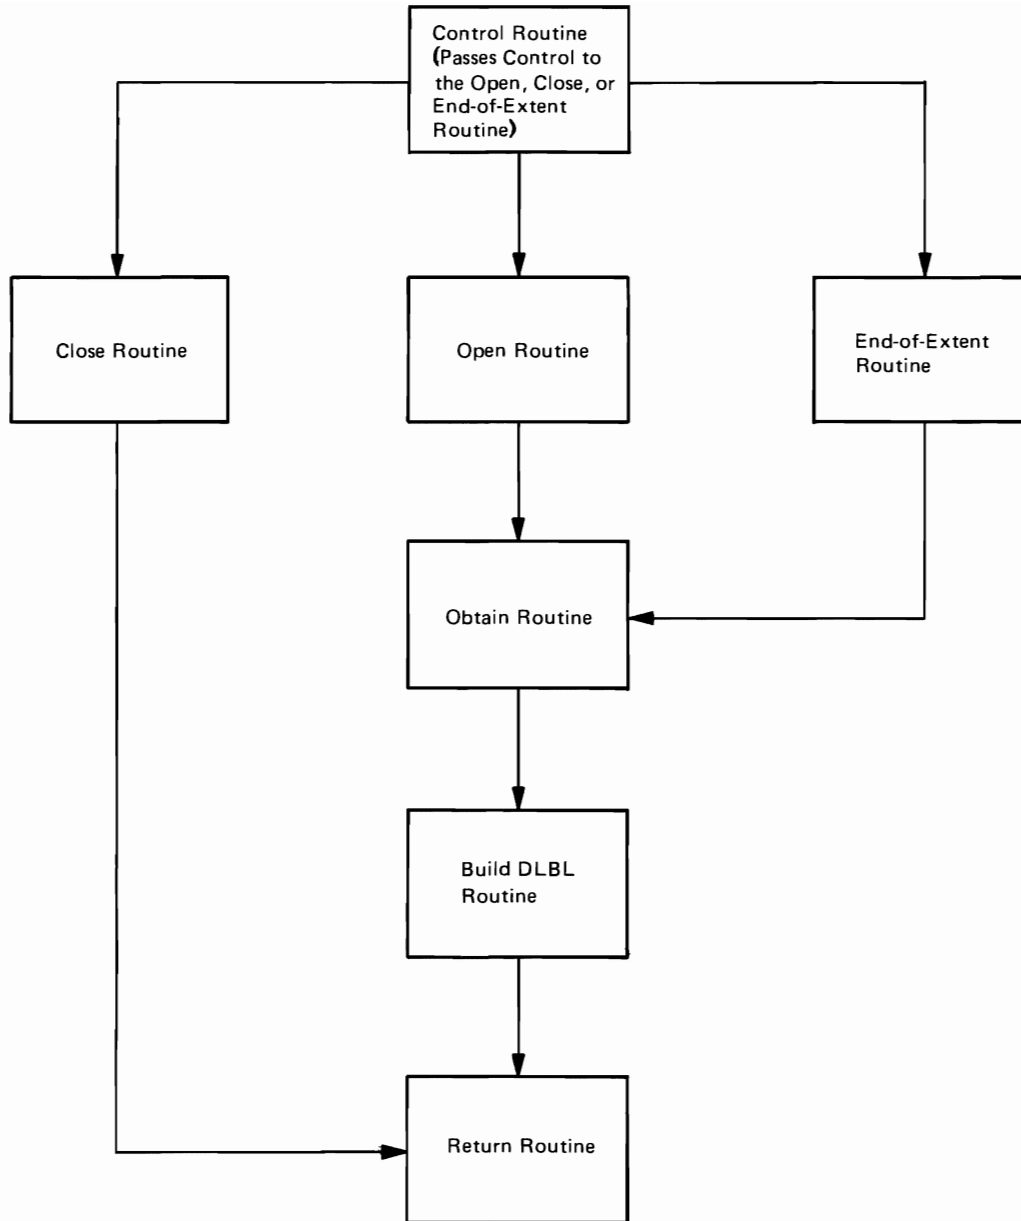 Control Routine
(Passes Control to
the Open, Close, or
End-of-Extent
Routine)
Close Routine
Open Routine
End-of-Extent
Routine
Obtain Routine
Build DLBL
Routine
Return Routine